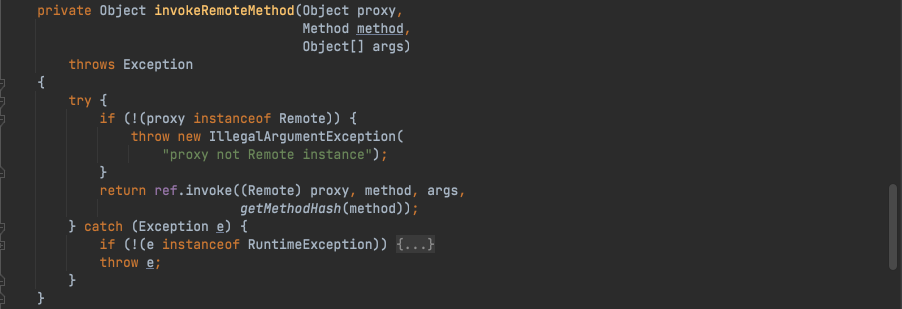 private Object invokeRemoteMethod(Object proxy,
Method method,
Object[] args)
throws Exception
{
try {
if (!(proxy instanceof Remote)) {
throw new IllegalArgumentException(
"proxy not Remote instance");
}
return ref.invoke((Remote) proxy, method, args,
getMethodHash(method));
} catch (Exception e) {
if (!(e instanceof RuntimeException)) {...}
throw e;
}
}